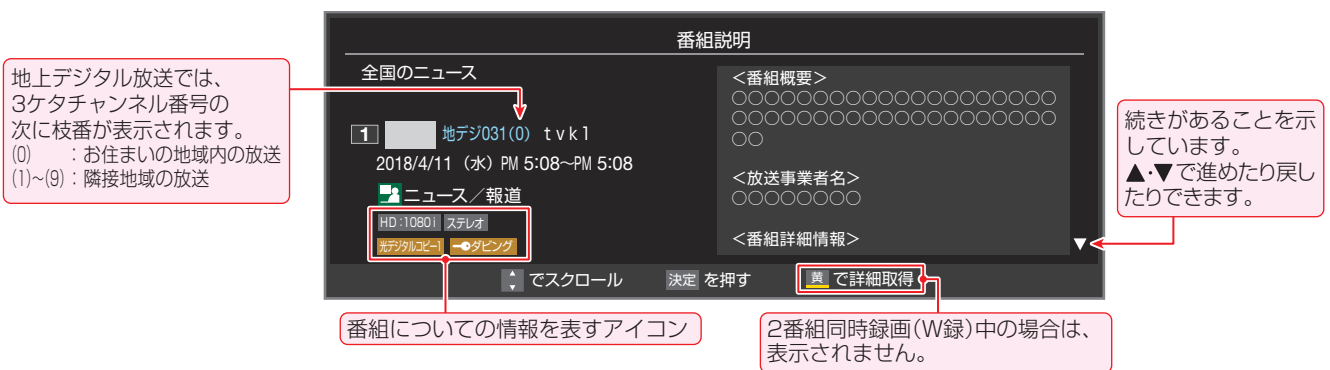 番組説明
地上デジタル放送では、
3ケタチャンネル番号の
次に枝番が表示されます。
(0)　：お住まいの地域内の放送
(1)~(9)：隣接地域の放送
全国のニュース
1 地デジ031(0) tvk1
2018/4/11（水）PM 5:08~PM 5:08
ニュース／報道
HD:1080i ステレオ
光デジタルコピー1 ダビング
＜番組概要＞
○○○○○○○○○○○○○○○○○○○○
○○○○○○○○○○○○○○○○○○○○
○○
＜放送事業者名＞
○○○○○○○○
＜番組詳細情報＞
▼
続きがあることを示
しています。
▲・▼で進めたり戻し
たりできます。
でスクロール 決定 を押す 黄 で詳細取得
番組についての情報を表すアイコン
2番組同時録画（W録）中の場合は、
表示されません。